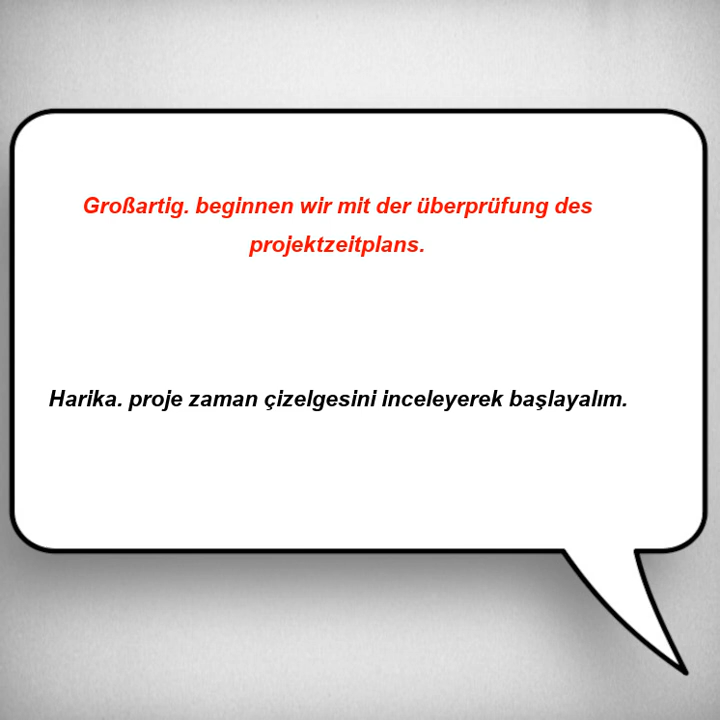 Großartig. beginnen wir mit der überprüfung des
projektzeitplans.
Harika. proje zaman çizelgesini inceleyerek başlayalım.